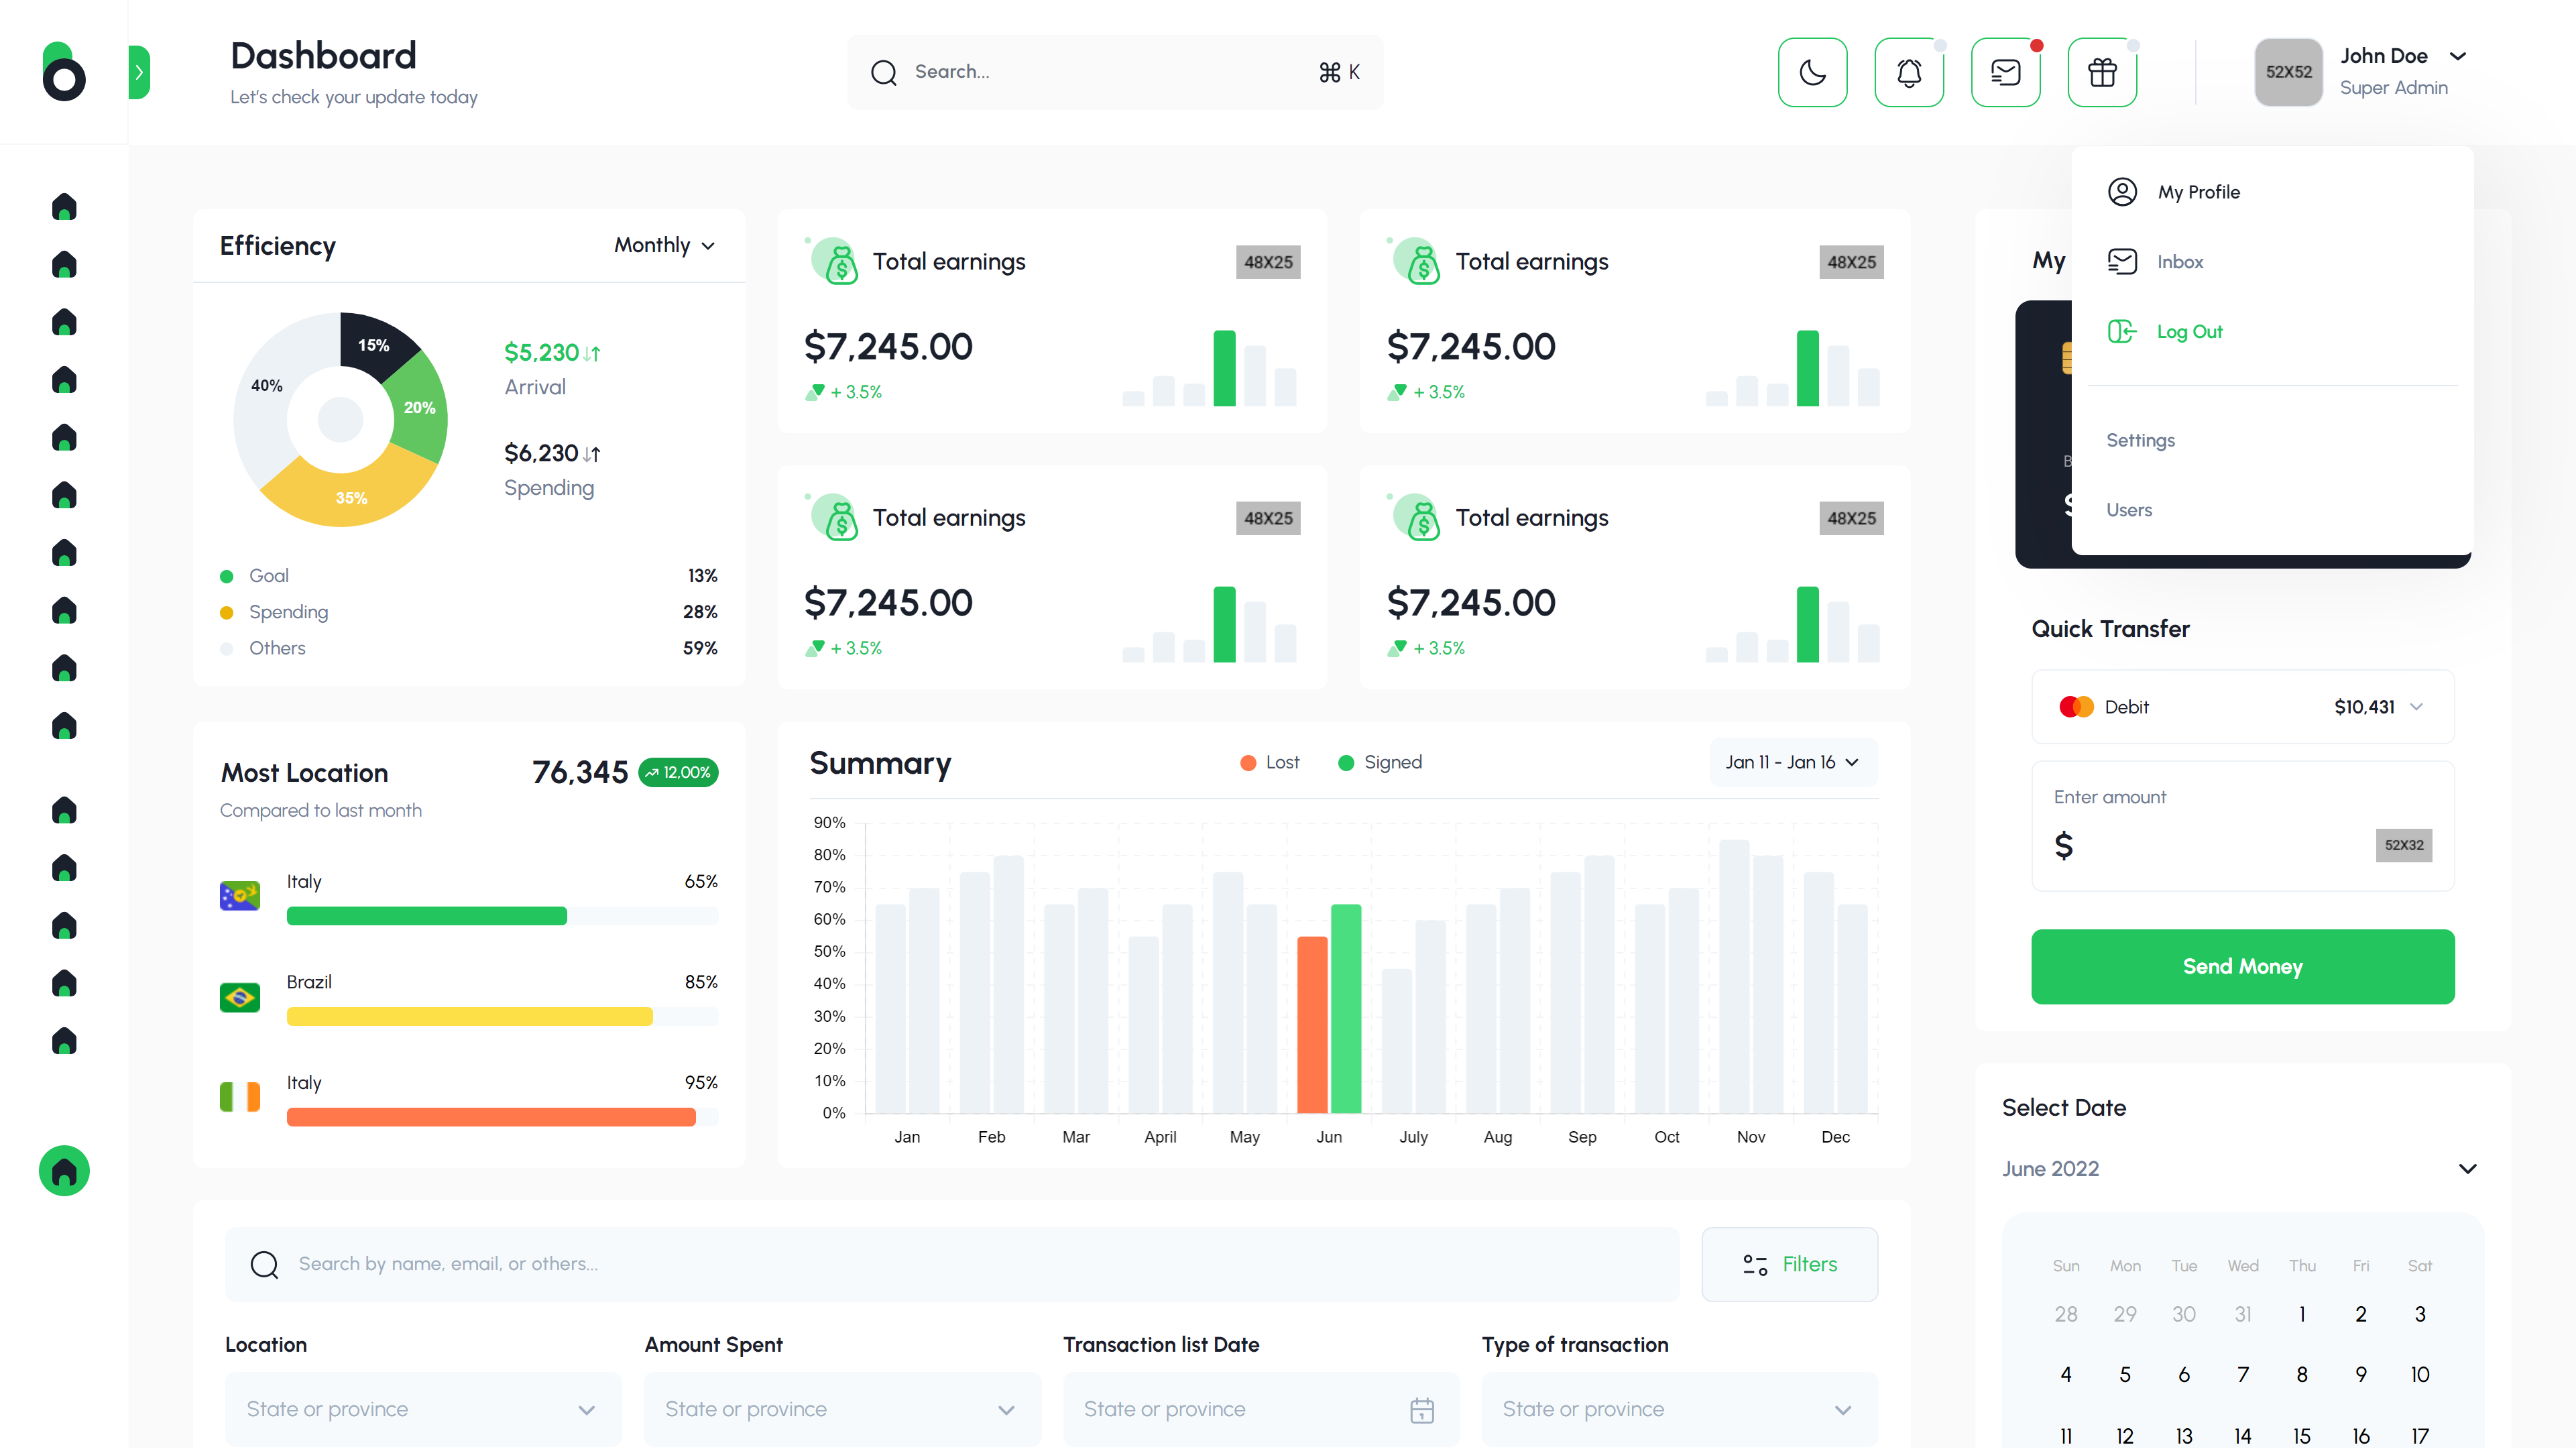 Dashboard
Let's check your update today
Search...
⌘ K
52X52
John Doe
Super Admin
My Profile
Inbox
Log Out
Settings
Users
Efficiency
Monthly
15%
40%
20%
35%
$5,230
Arrival
$6,230
Spending
Goal 13%
Spending 28%
Others 59%
Total earnings
48X25
$7,245.00
+ 3.5%
Total earnings
48X25
$7,245.00
+ 3.5%
Total earnings
48X25
$7,245.00
+ 3.5%
Total earnings
48X25
$7,245.00
+ 3.5%
My
B
$
Quick Transfer
Debit
$10,431
Enter amount
$
52X32
Send Money
Most Location
76,345
12,00%
Compared to last month
Italy 65%
Brazil 85%
Italy 95%
Summary
Lost
Signed
Jan 11 - Jan 16
90%
80%
70%
60%
50%
40%
30%
20%
10%
0%
Jan Feb Mar April May Jun July Aug Sep Oct Nov Dec
Select Date
June 2022
Sun Mon Tue Wed Thu Fri Sat
28 29 30 31 1 2 3
4 5 6 7 8 9 10
11 12 13 14 15 16 17
Search by name, email, or others...
Filters
Location
State or province
Amount Spent
State or province
Transaction list Date
State or province
Type of transaction
State or province